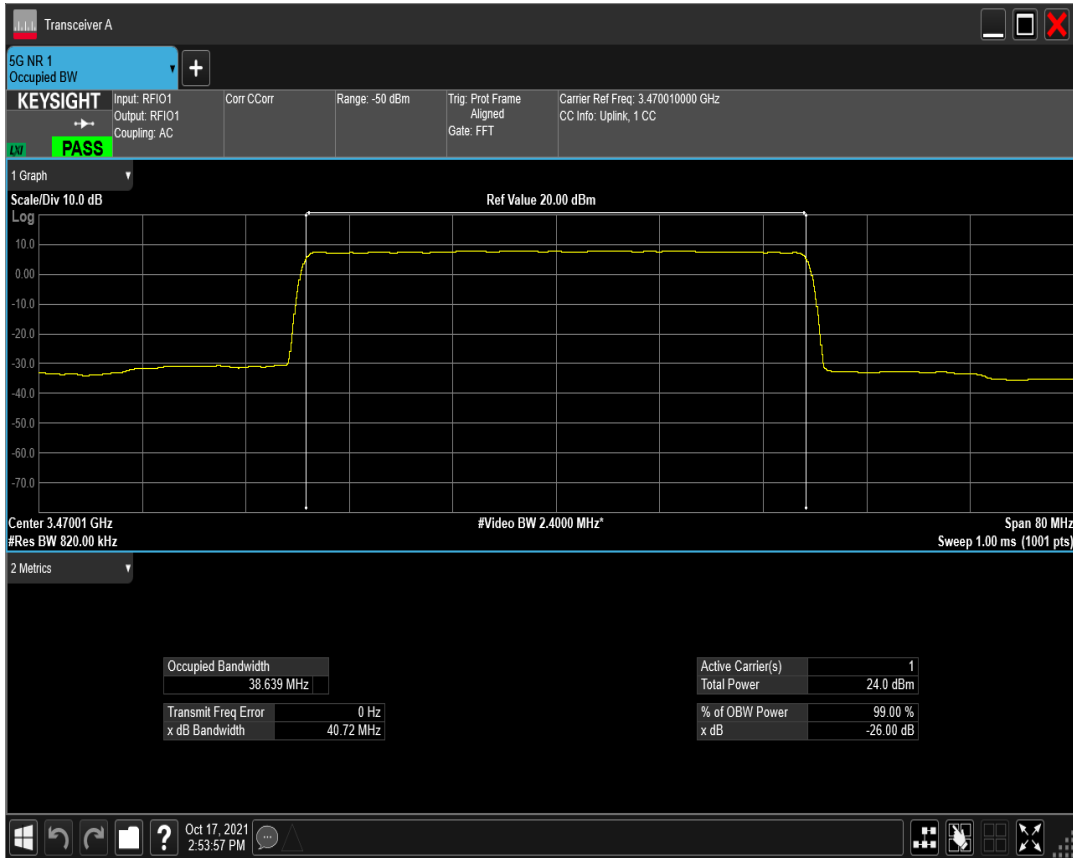 Transceiver A
5G NR 1
Occupied BW
+
KEYSIGHT
LXI
PASS
Input: RFIO1
Output: RFIO1
Coupling: AC
Corr CCorr
Range: -50 dBm
Trig: Prot Frame
Aligned
Gate: FFT
Carrier Ref Freq: 3.470010000 GHz
CC Info: Uplink, 1 CC
1 Graph
Scale/Div 10.0 dB
Ref Value 20.00 dBm
Log
10.0
0.00
-10.0
-20.0
-30.0
-40.0
-50.0
-60.0
-70.0
Center 3.47001 GHz
#Video BW 2.4000 MHz*
Span 80 MHz
#Res BW 820.00 kHz
Sweep 1.00 ms (1001 pts)
2 Metrics
Occupied Bandwidth
38.639 MHz
Transmit Freq Error 0 Hz
x dB Bandwidth 40.72 MHz
Active Carrier(s) 1
Total Power 24.0 dBm
% of OBW Power 99.00 %
x dB -26.00 dB
?
Oct 17, 2021
2:53:57 PM